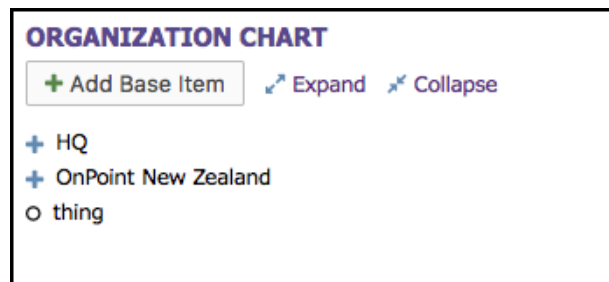 ORGANIZATION CHART
+ Add Base Item Expand Collapse
+ HQ
+ OnPoint New Zealand
thing